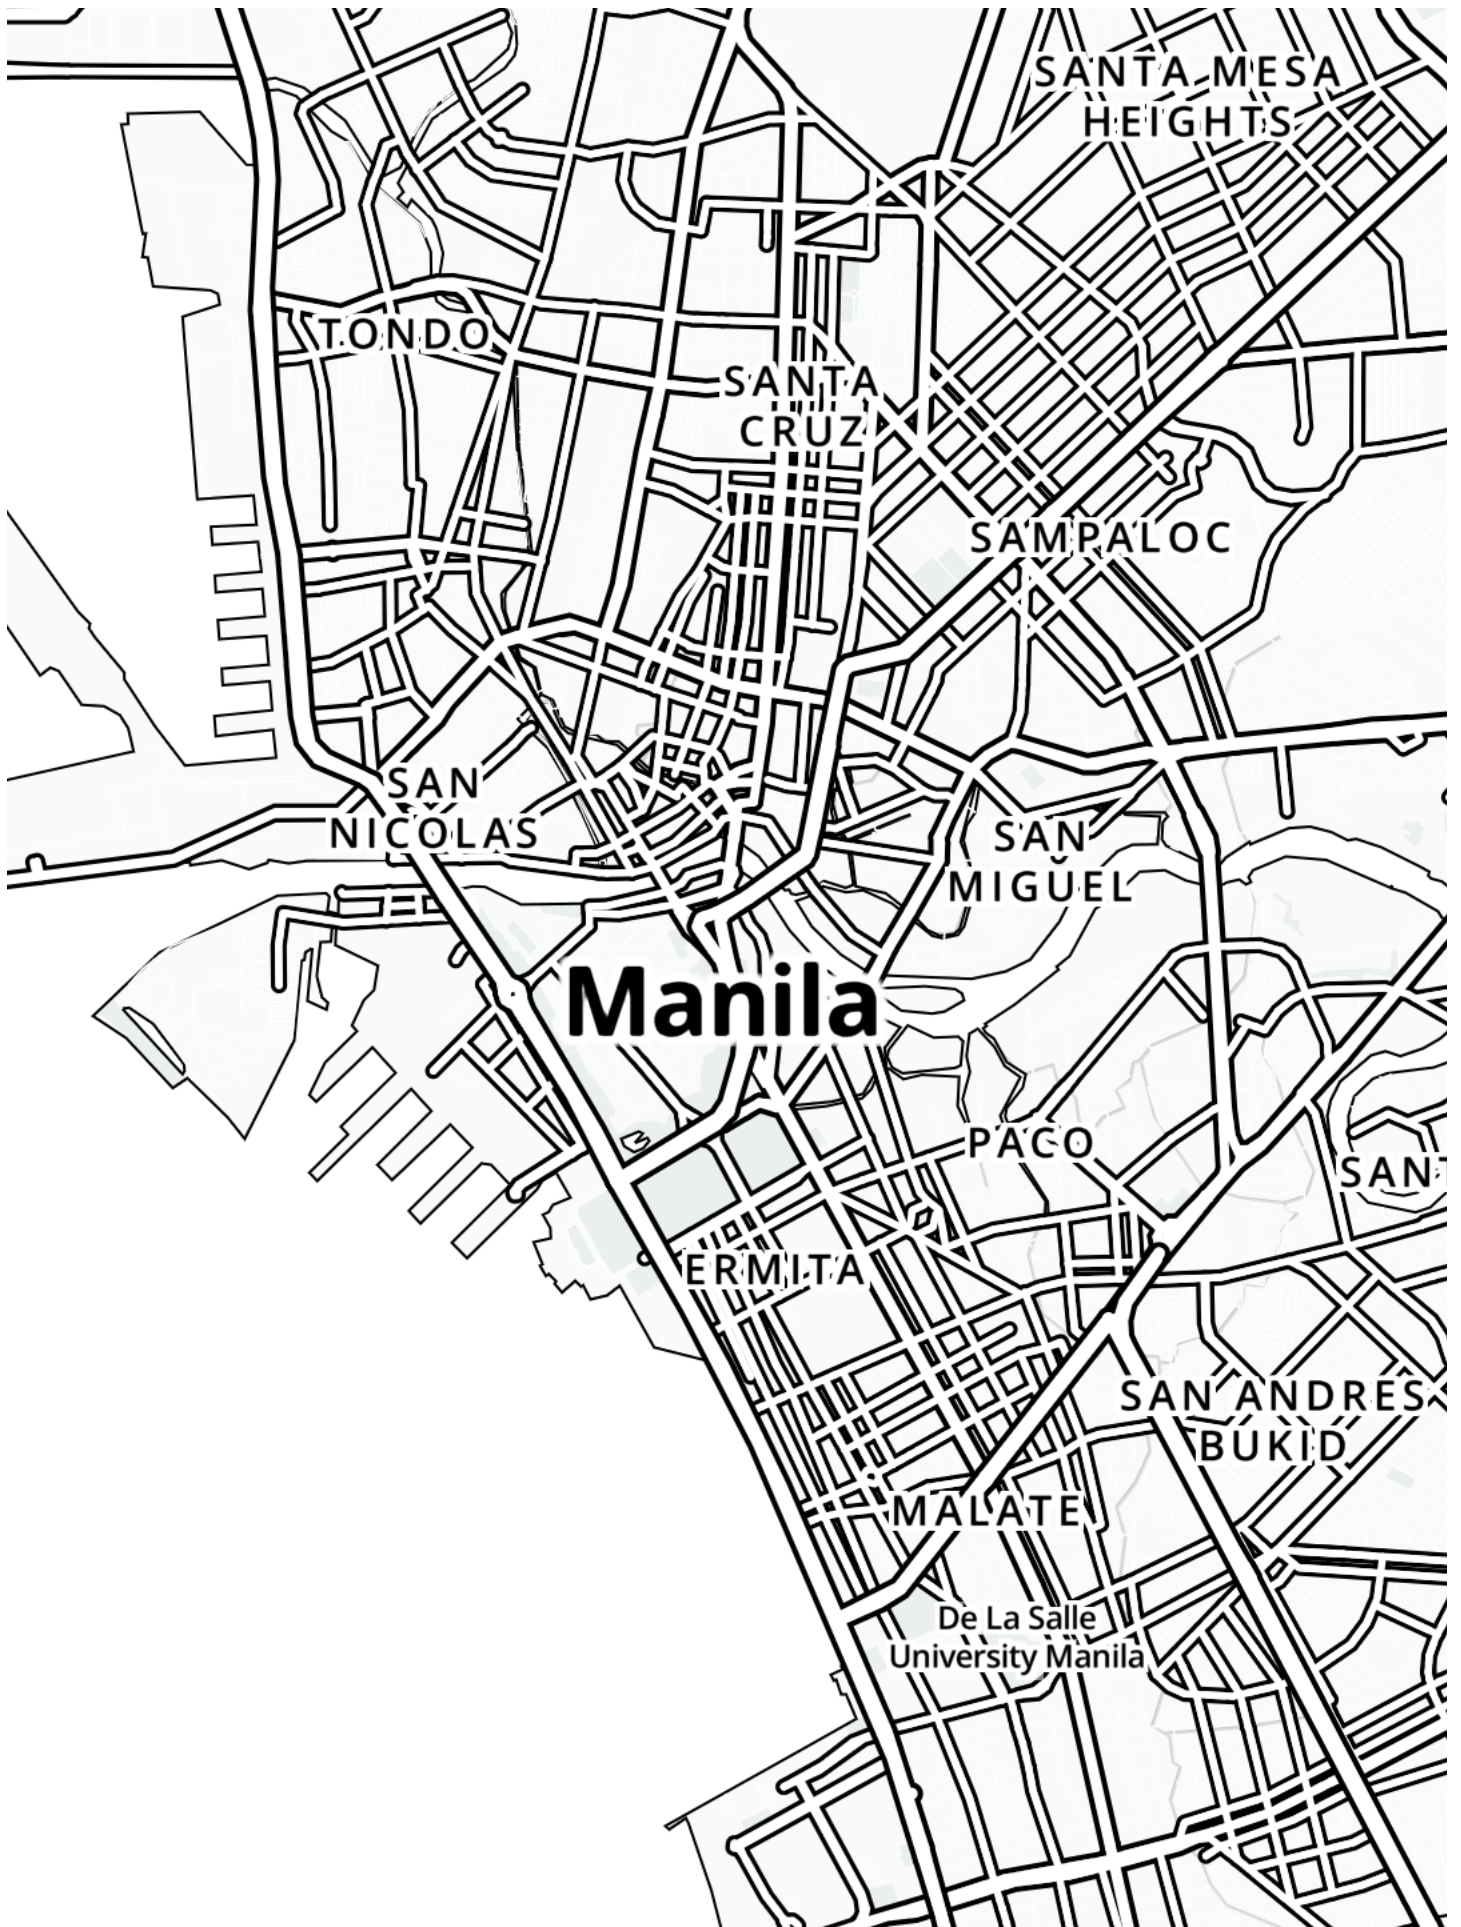 SANTA MESA
HEIGHTS
TONDO
SANTA
CRUZ
SAMPALOC
SAN
NICOLAS
SAN
MIGUEL
Manila
PACO
SANT
ERMITA
SAN ANDRES
BUKID
MALATE
De La Salle
University Manila